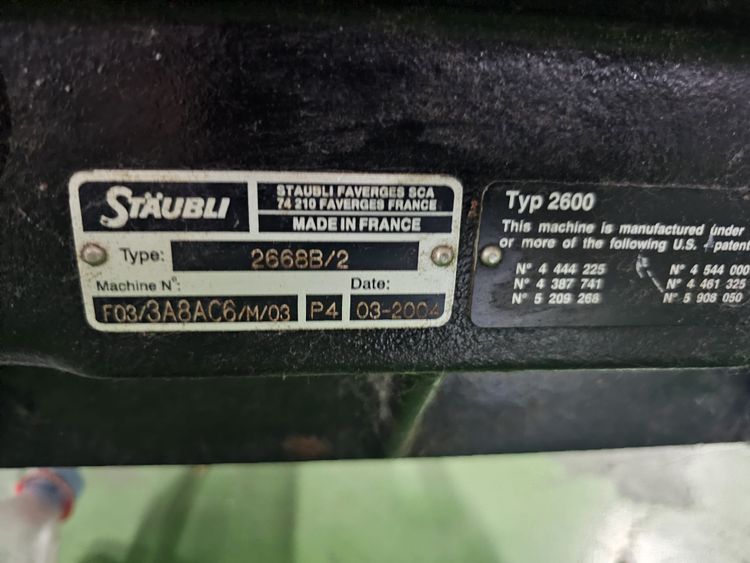 STÄUBLI
STAUBLI FAVERGES SCA
74 210 FAVERGES FRANCE
MADE IN FRANCE
Type: 2668B/2
Machine N°: Date:
F03/3A8AC6/M/03 P4 03-2004
Typ 2600
This machine is manufactured under
or more of the following U.S. patent
N° 4 444 225 N° 4 544 000
N° 4 387 741 N° 4 461 325
N° 5 209 268 N° 5 908 050